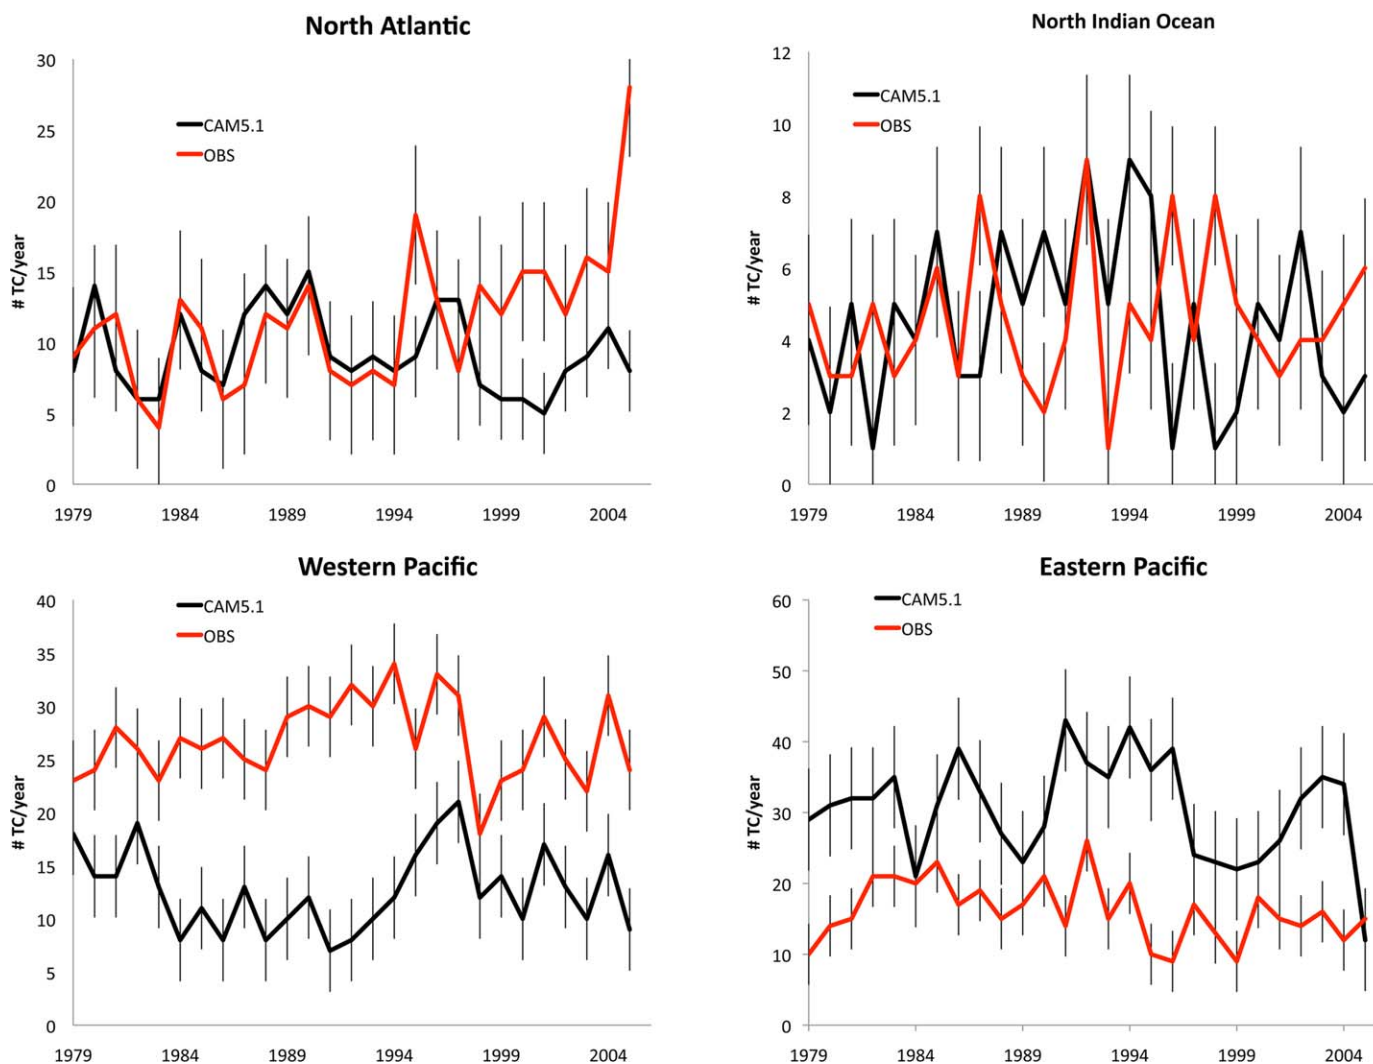 North Atlantic
# TC/year
30
25
20
15
10
5
0
CAM5.1
OBS
1979 1984 1989 1994 1999 2004
North Indian Ocean
# TC/year
12
10
8
6
4
2
0
CAM5.1
OBS
1979 1984 1989 1994 1999 2004
Western Pacific
# TC/year
40
35
30
25
20
15
10
5
0
CAM5.1
OBS
1979 1984 1989 1994 1999 2004
Eastern Pacific
# TC/year
60
50
40
30
20
10
0
CAM5.1
OBS
1979 1984 1989 1994 1999 2004